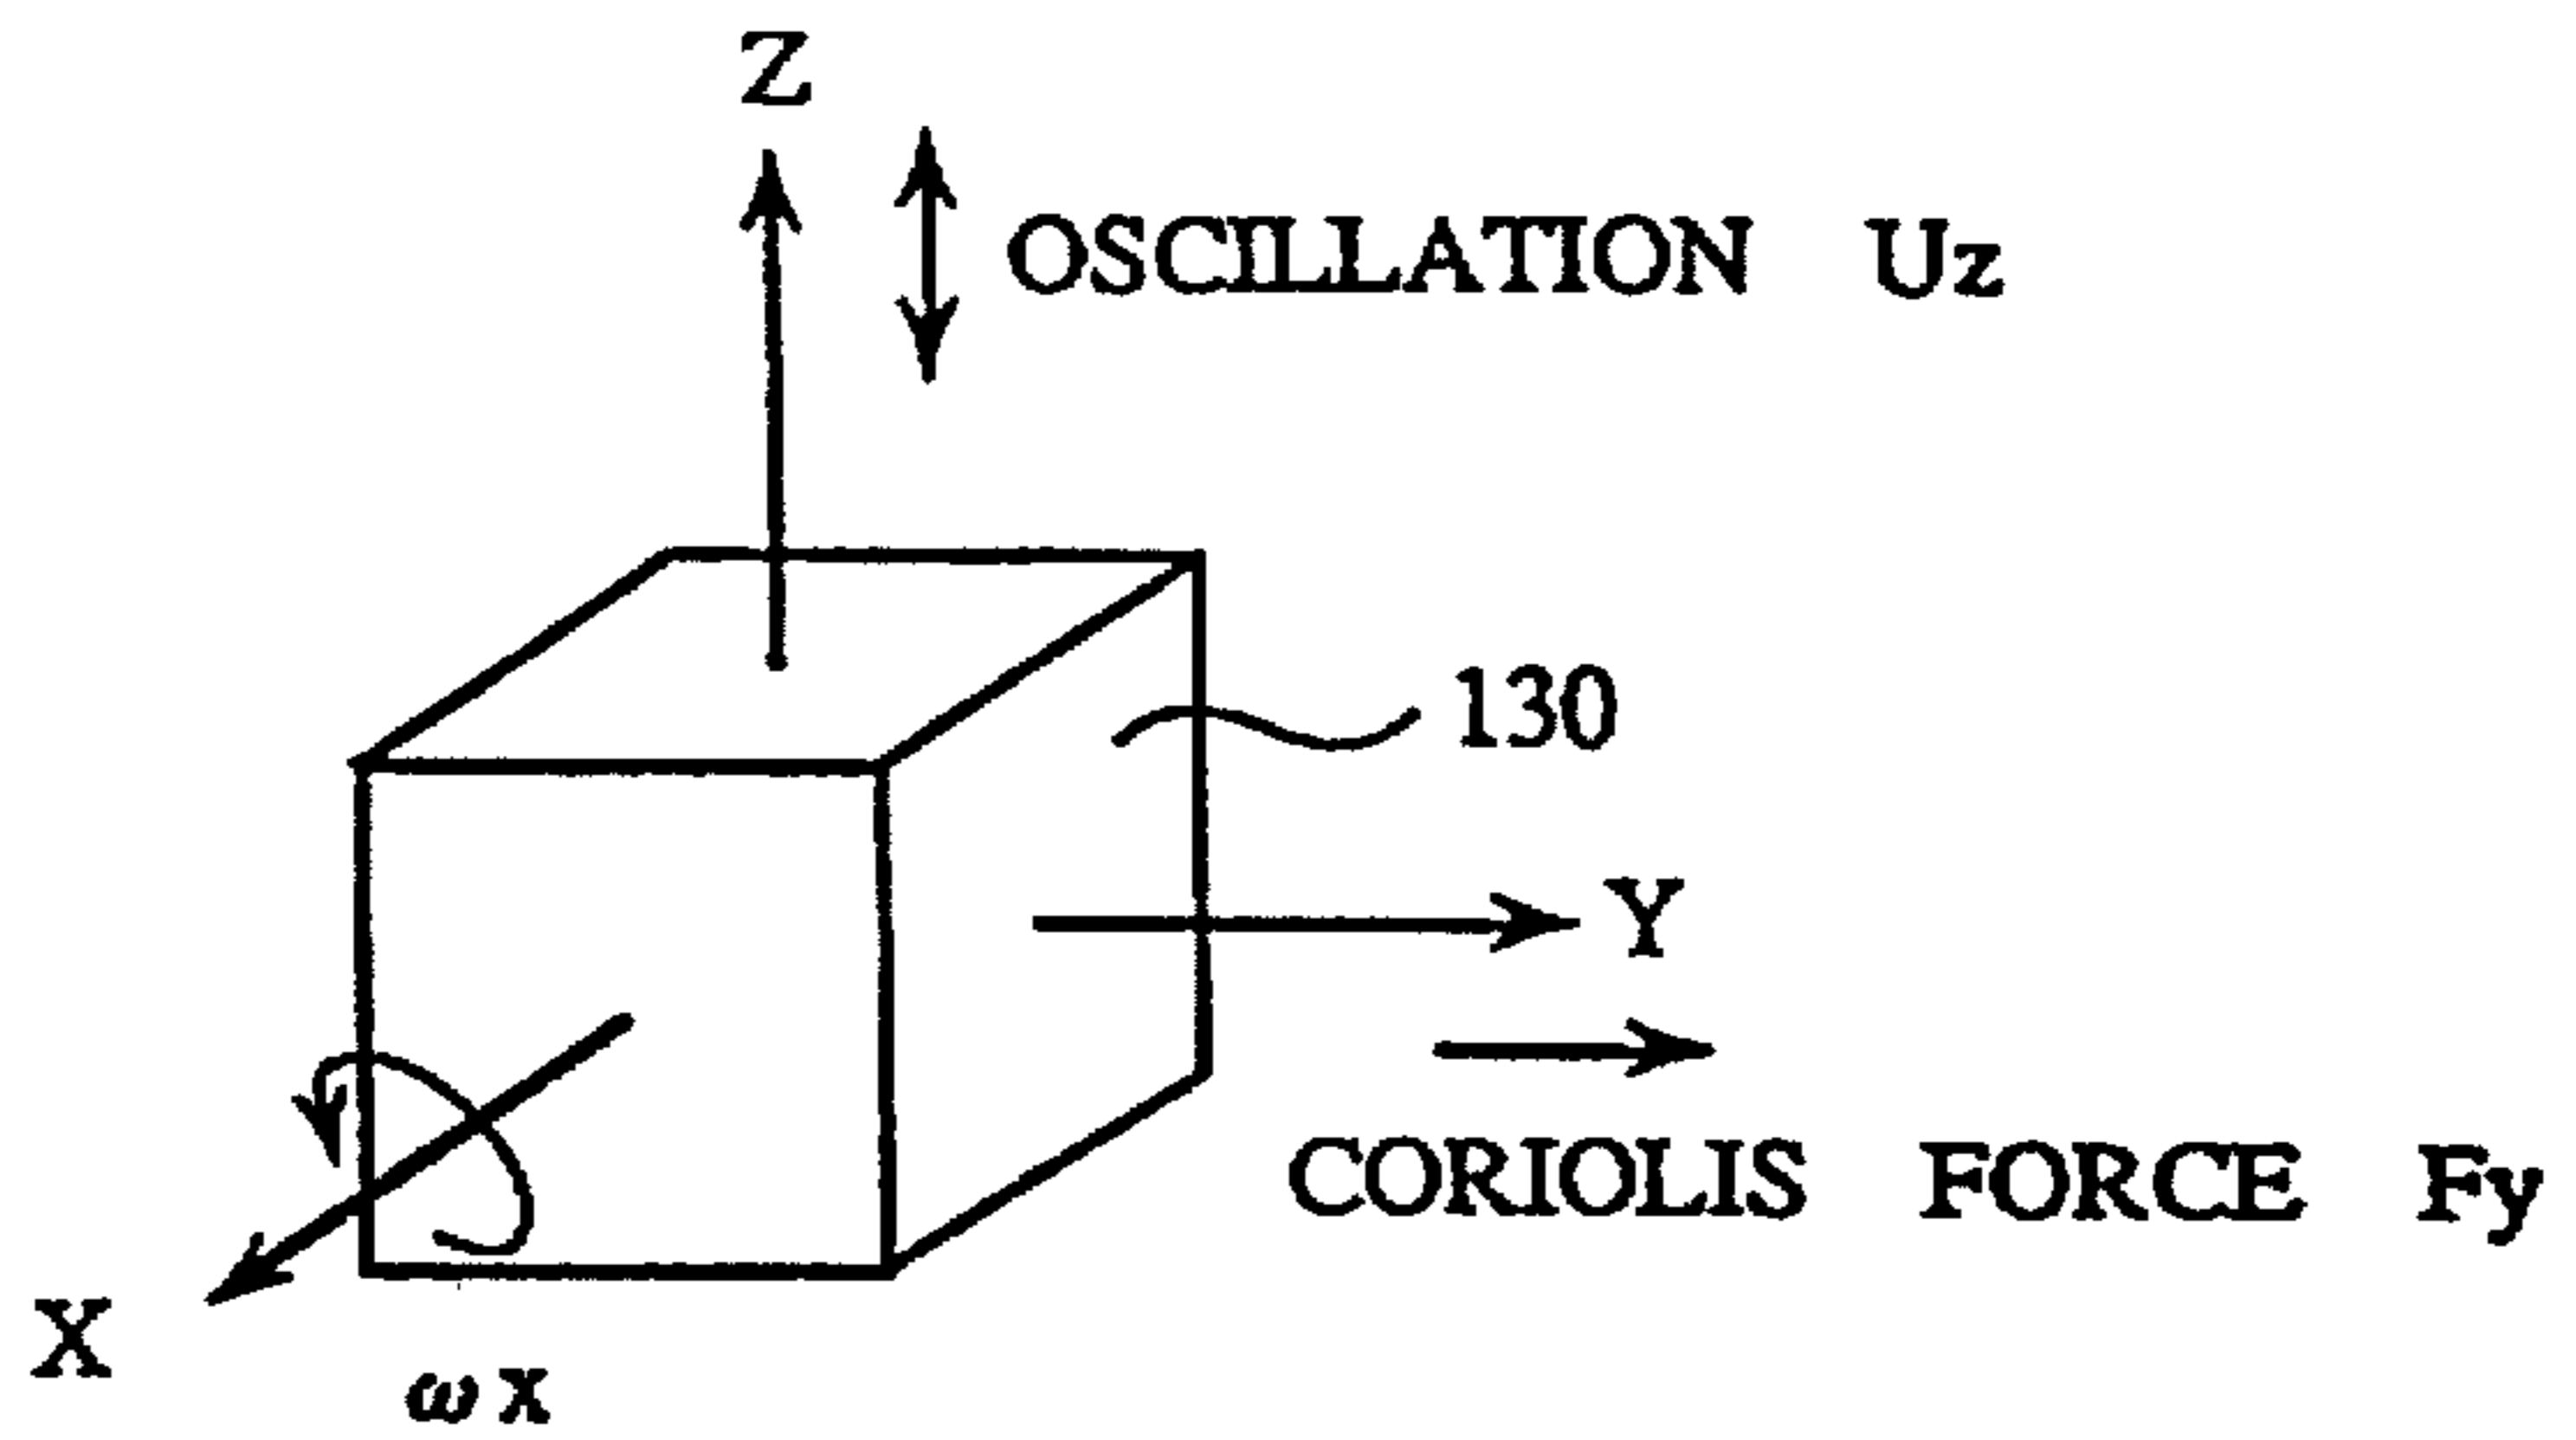 Z
OSCILLATION Uz
130
Y
CORIOLIS FORCE Fy
X
ωx